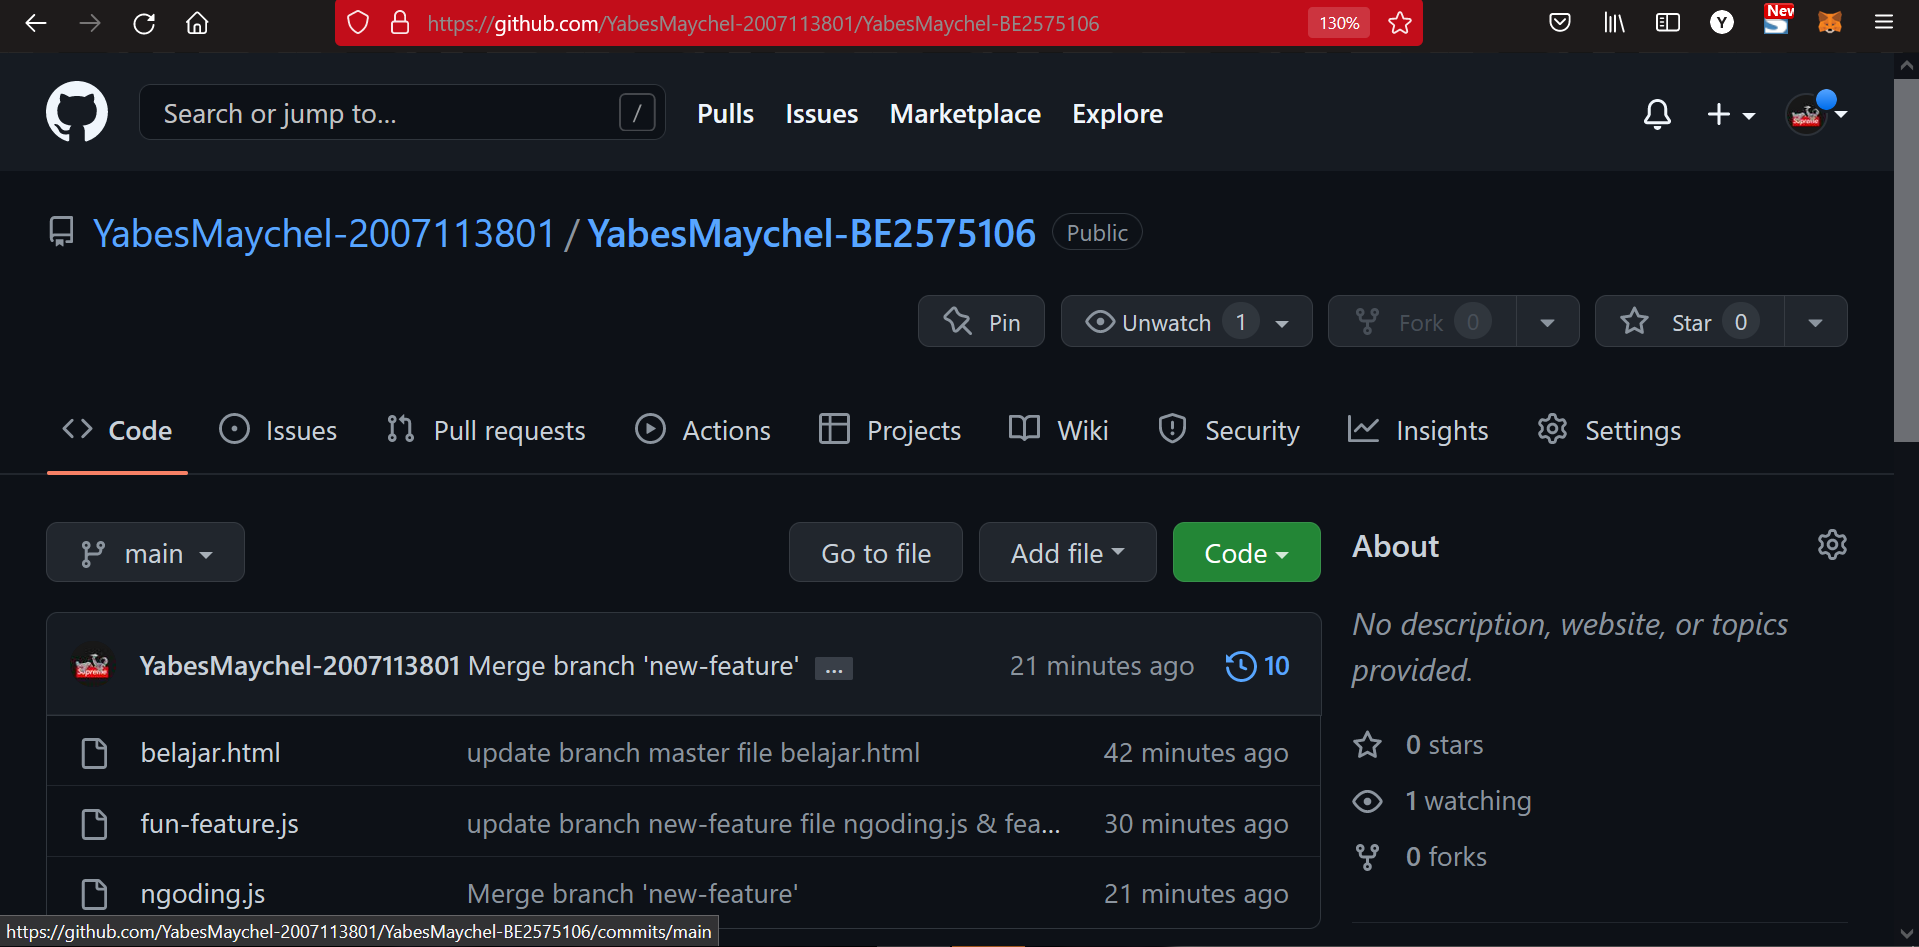 https://github.com/YabesMaychel-2007113801/YabesMaychel-BE2575106 130% Y New
Search or jump to... / Pulls Issues Marketplace Explore
YabesMaychel-2007113801 / YabesMaychel-BE2575106 Public
Pin Unwatch 1 Fork 0 Star 0
Code Issues Pull requests Actions Projects Wiki Security Insights Settings
main Go to file Add file Code
YabesMaychel-2007113801 Merge branch 'new-feature' ... 21 minutes ago 10
belajar.html update branch master file belajar.html 42 minutes ago
fun-feature.js update branch new-feature file ngoding.js & fea... 30 minutes ago
ngoding.js Merge branch 'new-feature' 21 minutes ago
About
No description, website, or topics
provided.
0 stars
1 watching
0 forks
https://github.com/YabesMaychel-2007113801/YabesMaychel-BE2575106/commits/main